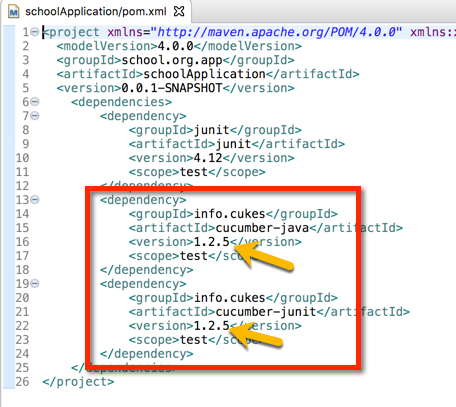 schoolApplication/pom.xml
1 <project xmlns="http://maven.apache.org/POM/4.0.0" xmlns:
2 <modelVersion>4.0.0</modelVersion>
3 <groupId>school.org.app</groupId>
4 <artifactId>schoolApplication</artifactId>
5 <version>0.0.1-SNAPSHOT</version>
6 <dependencies>
7 <dependency>
8 <groupId>junit</groupId>
9 <artifactId>junit</artifactId>
10 <version>4.12</version>
11 <scope>test</scope>
12 </dependency>
13 <dependency>
14 <groupId>info.cukes</groupId>
15 <artifactId>cucumber-java</artifactId>
16 <version>1.2.5</version>
17 <scope>test</scope>
18 </dependency>
19 <dependency>
20 <groupId>info.cukes</groupId>
21 <artifactId>cucumber-junit</artifactId>
22 <version>1.2.5</version>
23 <scope>test</scope>
24 </dependency>
25 </dependencies>
26 </project>